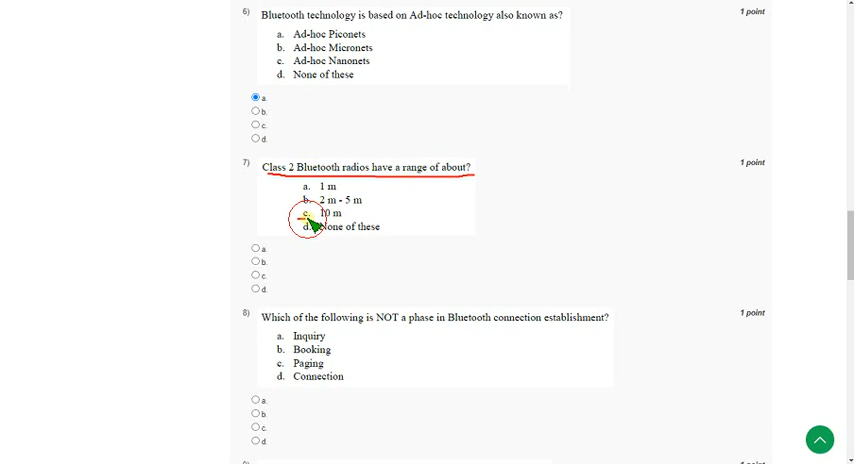 6) Bluetooth technology is based on Ad-hoc technology also known as? 1 point
a. Ad-hoc Piconets
b. Ad-hoc Micronets
c. Ad-hoc Nanonets
d. None of these
a.
b.
c.
d.
7) Class 2 Bluetooth radios have a range of about? 1 point
a. 1 m
b. 2 m - 5 m
c. 10 m
d. None of these
a.
b.
c.
d.
8) Which of the following is NOT a phase in Bluetooth connection establishment? 1 point
a. Inquiry
b. Booking
c. Paging
d. Connection
a.
b.
c.
d.